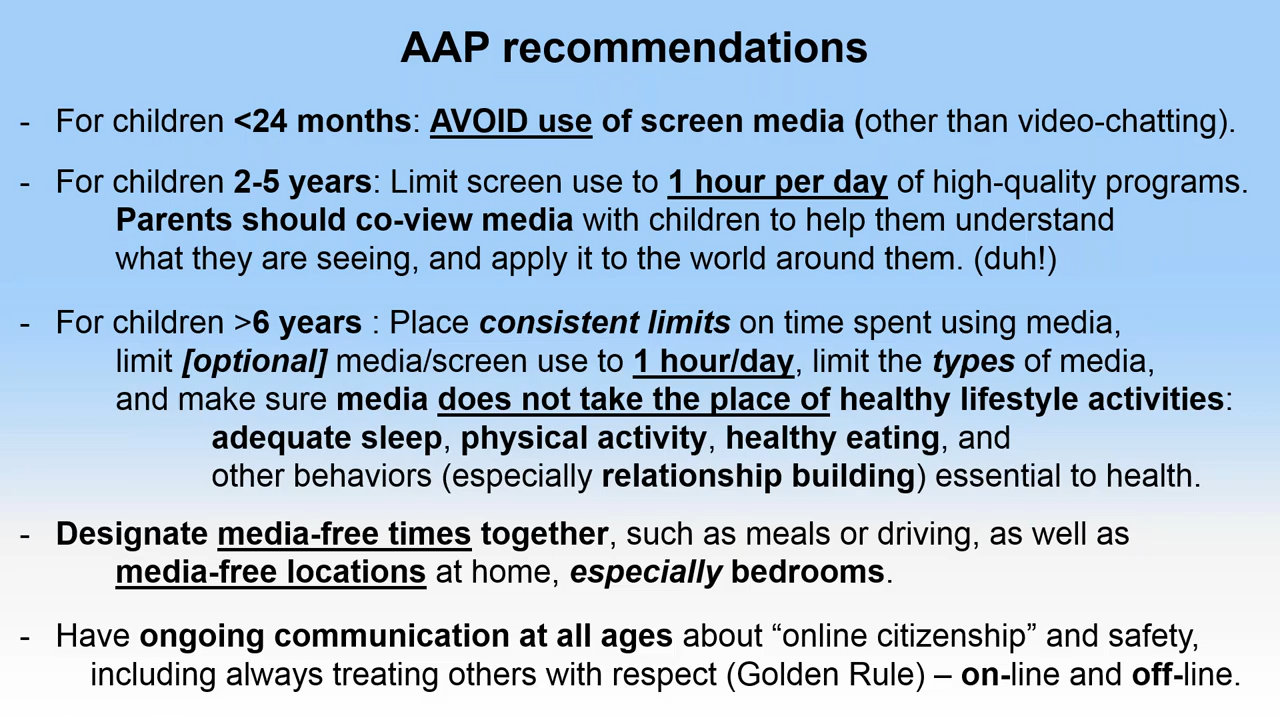 AAP recommendations
- For children <24 months: AVOID use of screen media (other than video-chatting).
- For children 2-5 years: Limit screen use to 1 hour per day of high-quality programs.
Parents should co-view media with children to help them understand
what they are seeing, and apply it to the world around them. (duh!)
- For children >6 years : Place consistent limits on time spent using media,
limit [optional] media/screen use to 1 hour/day, limit the types of media,
and make sure media does not take the place of healthy lifestyle activities:
adequate sleep, physical activity, healthy eating, and
other behaviors (especially relationship building) essential to health.
- Designate media-free times together, such as meals or driving, as well as
media-free locations at home, especially bedrooms.
- Have ongoing communication at all ages about “online citizenship” and safety,
including always treating others with respect (Golden Rule) – on-line and off-line.